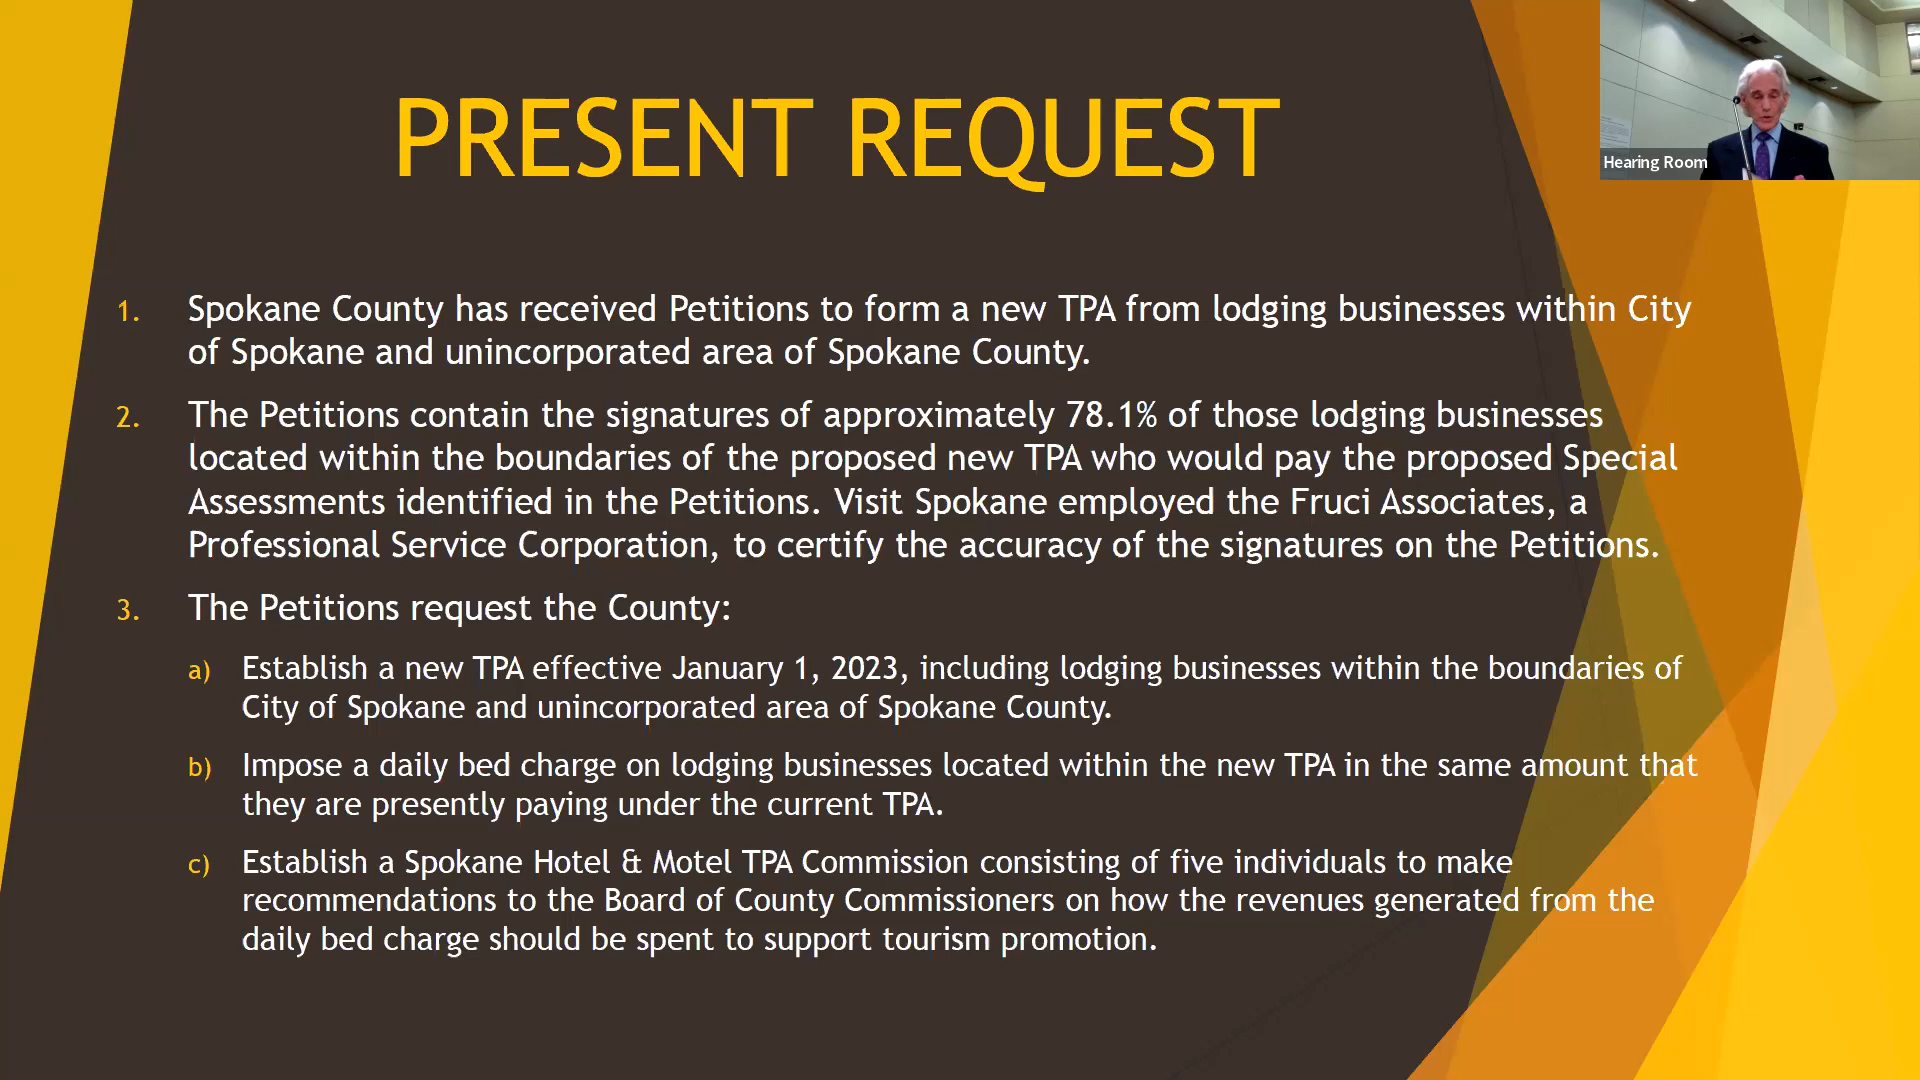 PRESENT REQUEST
Hearing Room
1. Spokane County has received Petitions to form a new TPA from lodging businesses within City
of Spokane and unincorporated area of Spokane County.
2. The Petitions contain the signatures of approximately 78.1% of those lodging businesses
located within the boundaries of the proposed new TPA who would pay the proposed Special
Assessments identified in the Petitions. Visit Spokane employed the Fruci Associates, a
Professional Service Corporation, to certify the accuracy of the signatures on the Petitions.
3. The Petitions request the County:
a) Establish a new TPA effective January 1, 2023, including lodging businesses within the boundaries of
City of Spokane and unincorporated area of Spokane County.
b) Impose a daily bed charge on lodging businesses located within the new TPA in the same amount that
they are presently paying under the current TPA.
c) Establish a Spokane Hotel & Motel TPA Commission consisting of five individuals to make
recommendations to the Board of County Commissioners on how the revenues generated from the
daily bed charge should be spent to support tourism promotion.